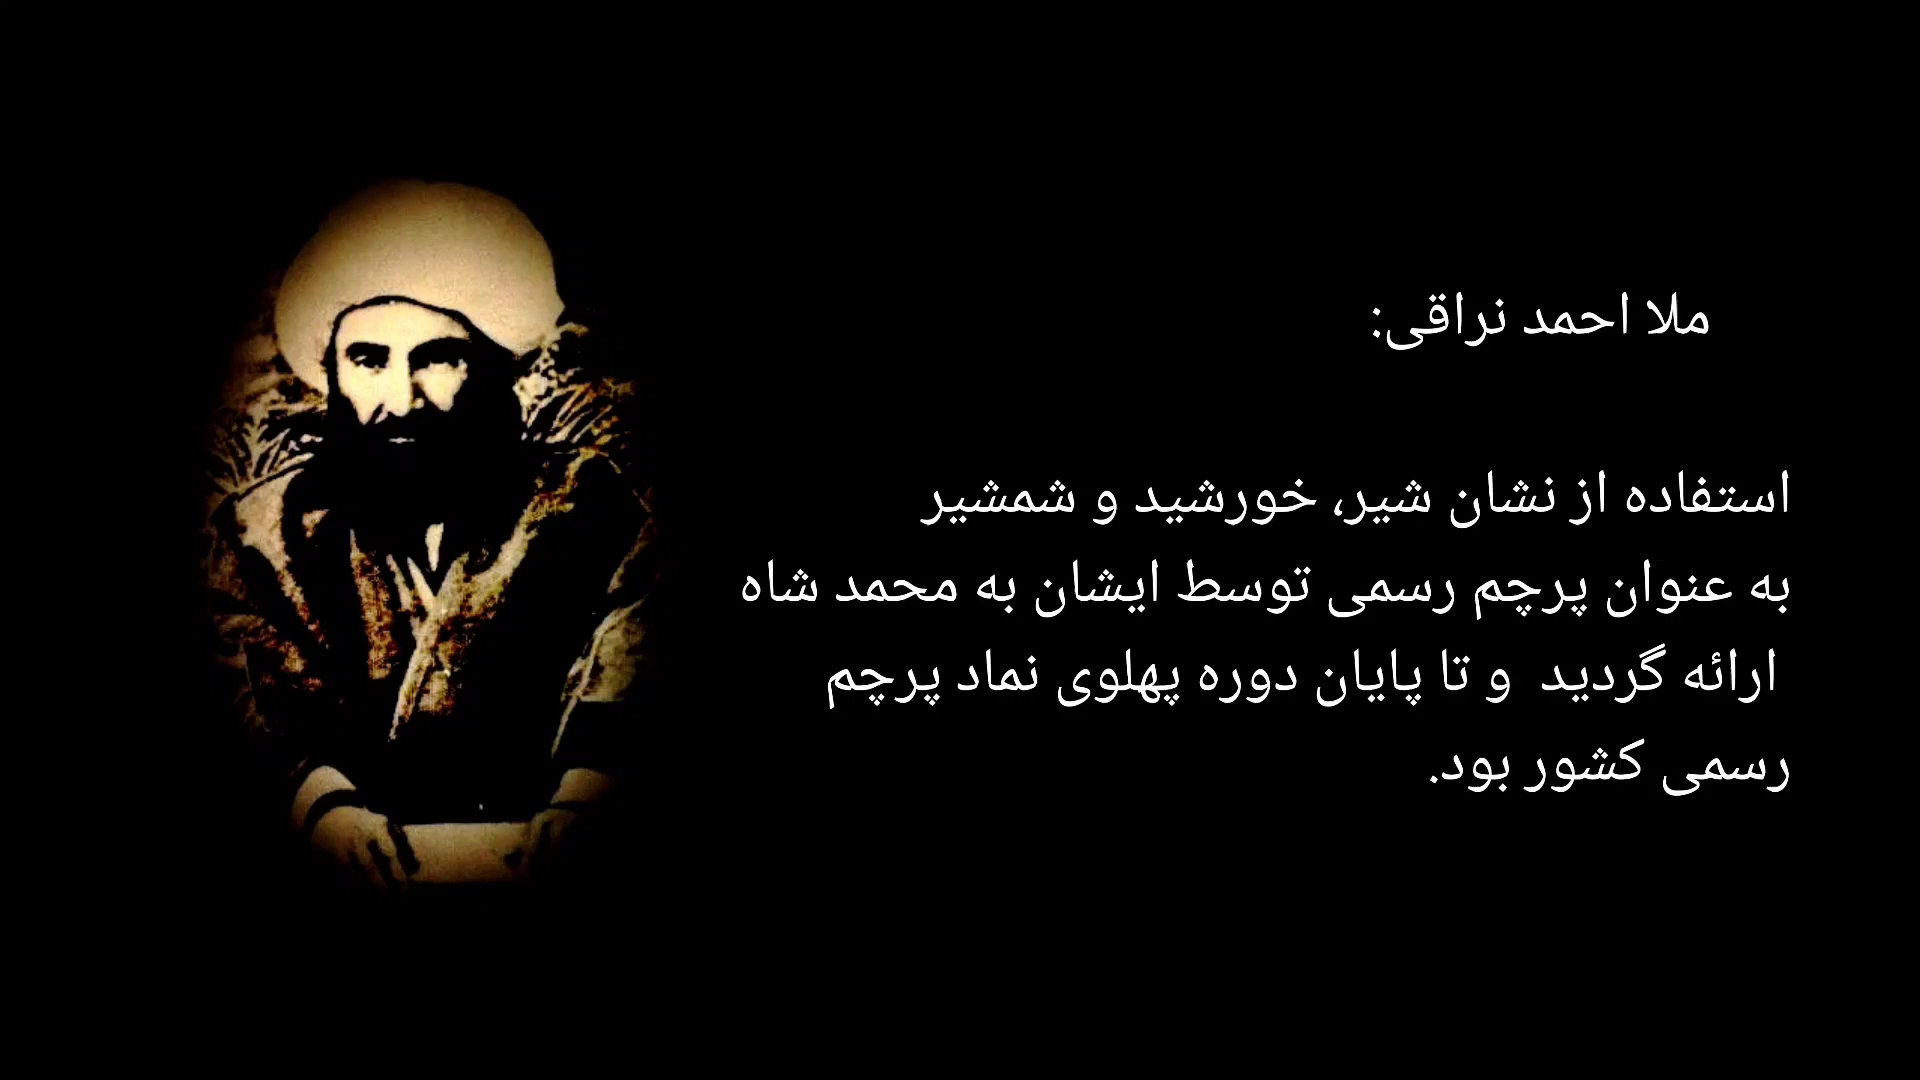 ملا احمد نراقی:
استفاده از نشان شیر، خورشید و شمشیر
به عنوان پرچم رسمی توسط ایشان به محمد شاه
ارائه گردید و تا پایان دوره پهلوی نماد پرچم
رسمی کشور بود.